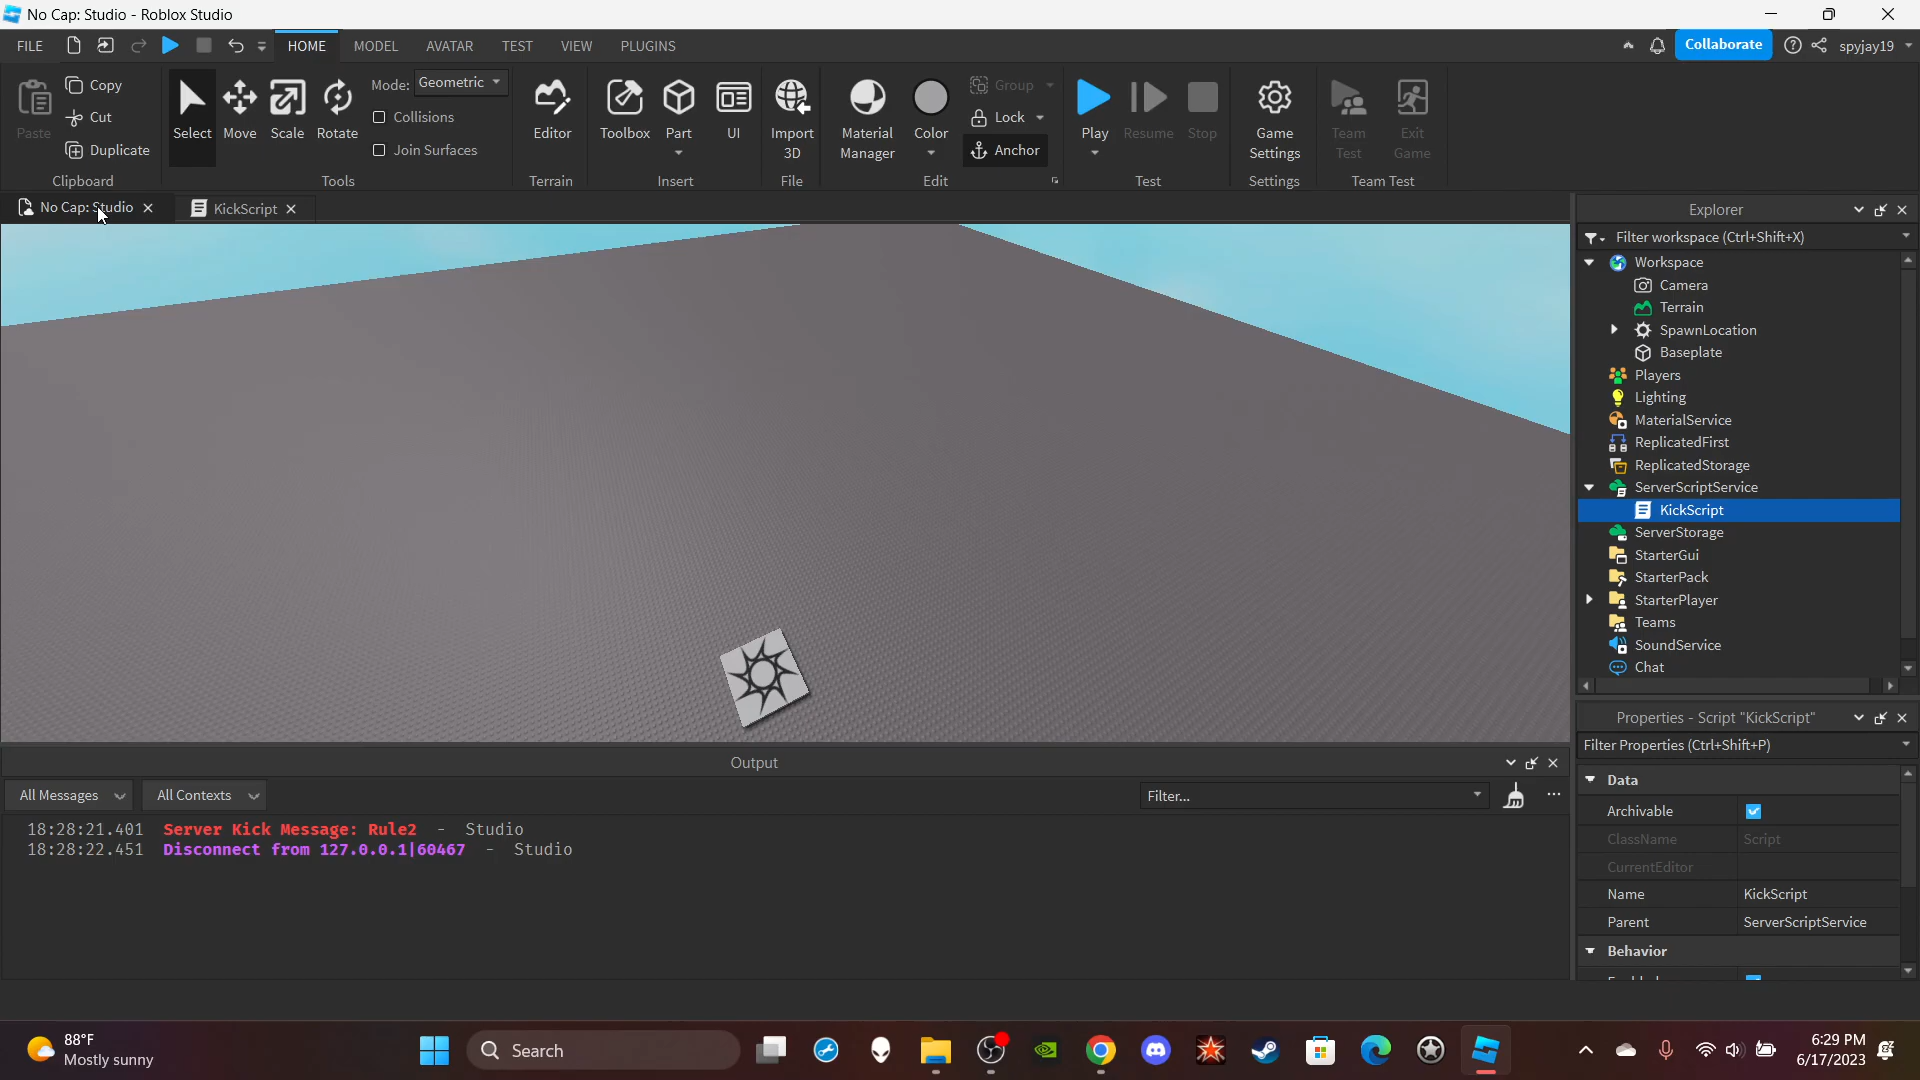 No Cap: Studio - Roblox Studio
FILE HOME MODEL AVATAR TEST VIEW PLUGINS Collaborate spyjay19
Paste Copy Cut Duplicate Clipboard
Select Move Scale Rotate Mode: Geometric Collisions Join Surfaces Tools
Editor Terrain
Toolbox Part UI Insert
Import 3D File
Material Manager Color Group Lock Anchor Edit
Play Resume Stop Test
Game Settings Settings
Team Test Exit Game Team Test
No Cap: Studio KickScript
Explorer
Filter workspace (Ctrl+Shift+X)
Workspace
Camera
Terrain
SpawnLocation
Baseplate
Players
Lighting
MaterialService
ReplicatedFirst
ReplicatedStorage
ServerScriptService
KickScript
ServerStorage
StarterGui
StarterPack
StarterPlayer
Teams
SoundService
Chat
Properties - Script "KickScript"
Filter Properties (Ctrl+Shift+P)
Data
Archivable
ClassName Script
CurrentEditor
Name KickScript
Parent ServerScriptService
Behavior
Output
All Messages All Contexts Filter...
18:28:21.401 Server Kick Message: Rule2 - Studio
18:28:22.451 Disconnect from 127.0.0.1|60467 - Studio
88°F
Mostly sunny
Search
6:29 PM
6/17/2023